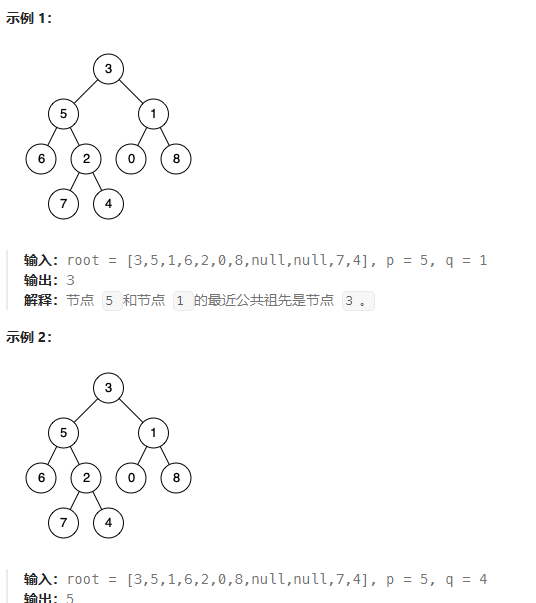 示例 1：
3
5 1
6 2 0 8
7 4
输入：root = [3,5,1,6,2,0,8,null,null,7,4], p = 5, q = 1
输出：3
解释：节点 5 和节点 1 的最近公共祖先是节点 3 。
示例 2：
3
5 1
6 2 0 8
7 4
输入：root = [3,5,1,6,2,0,8,null,null,7,4], p = 5, q = 4
输出：5